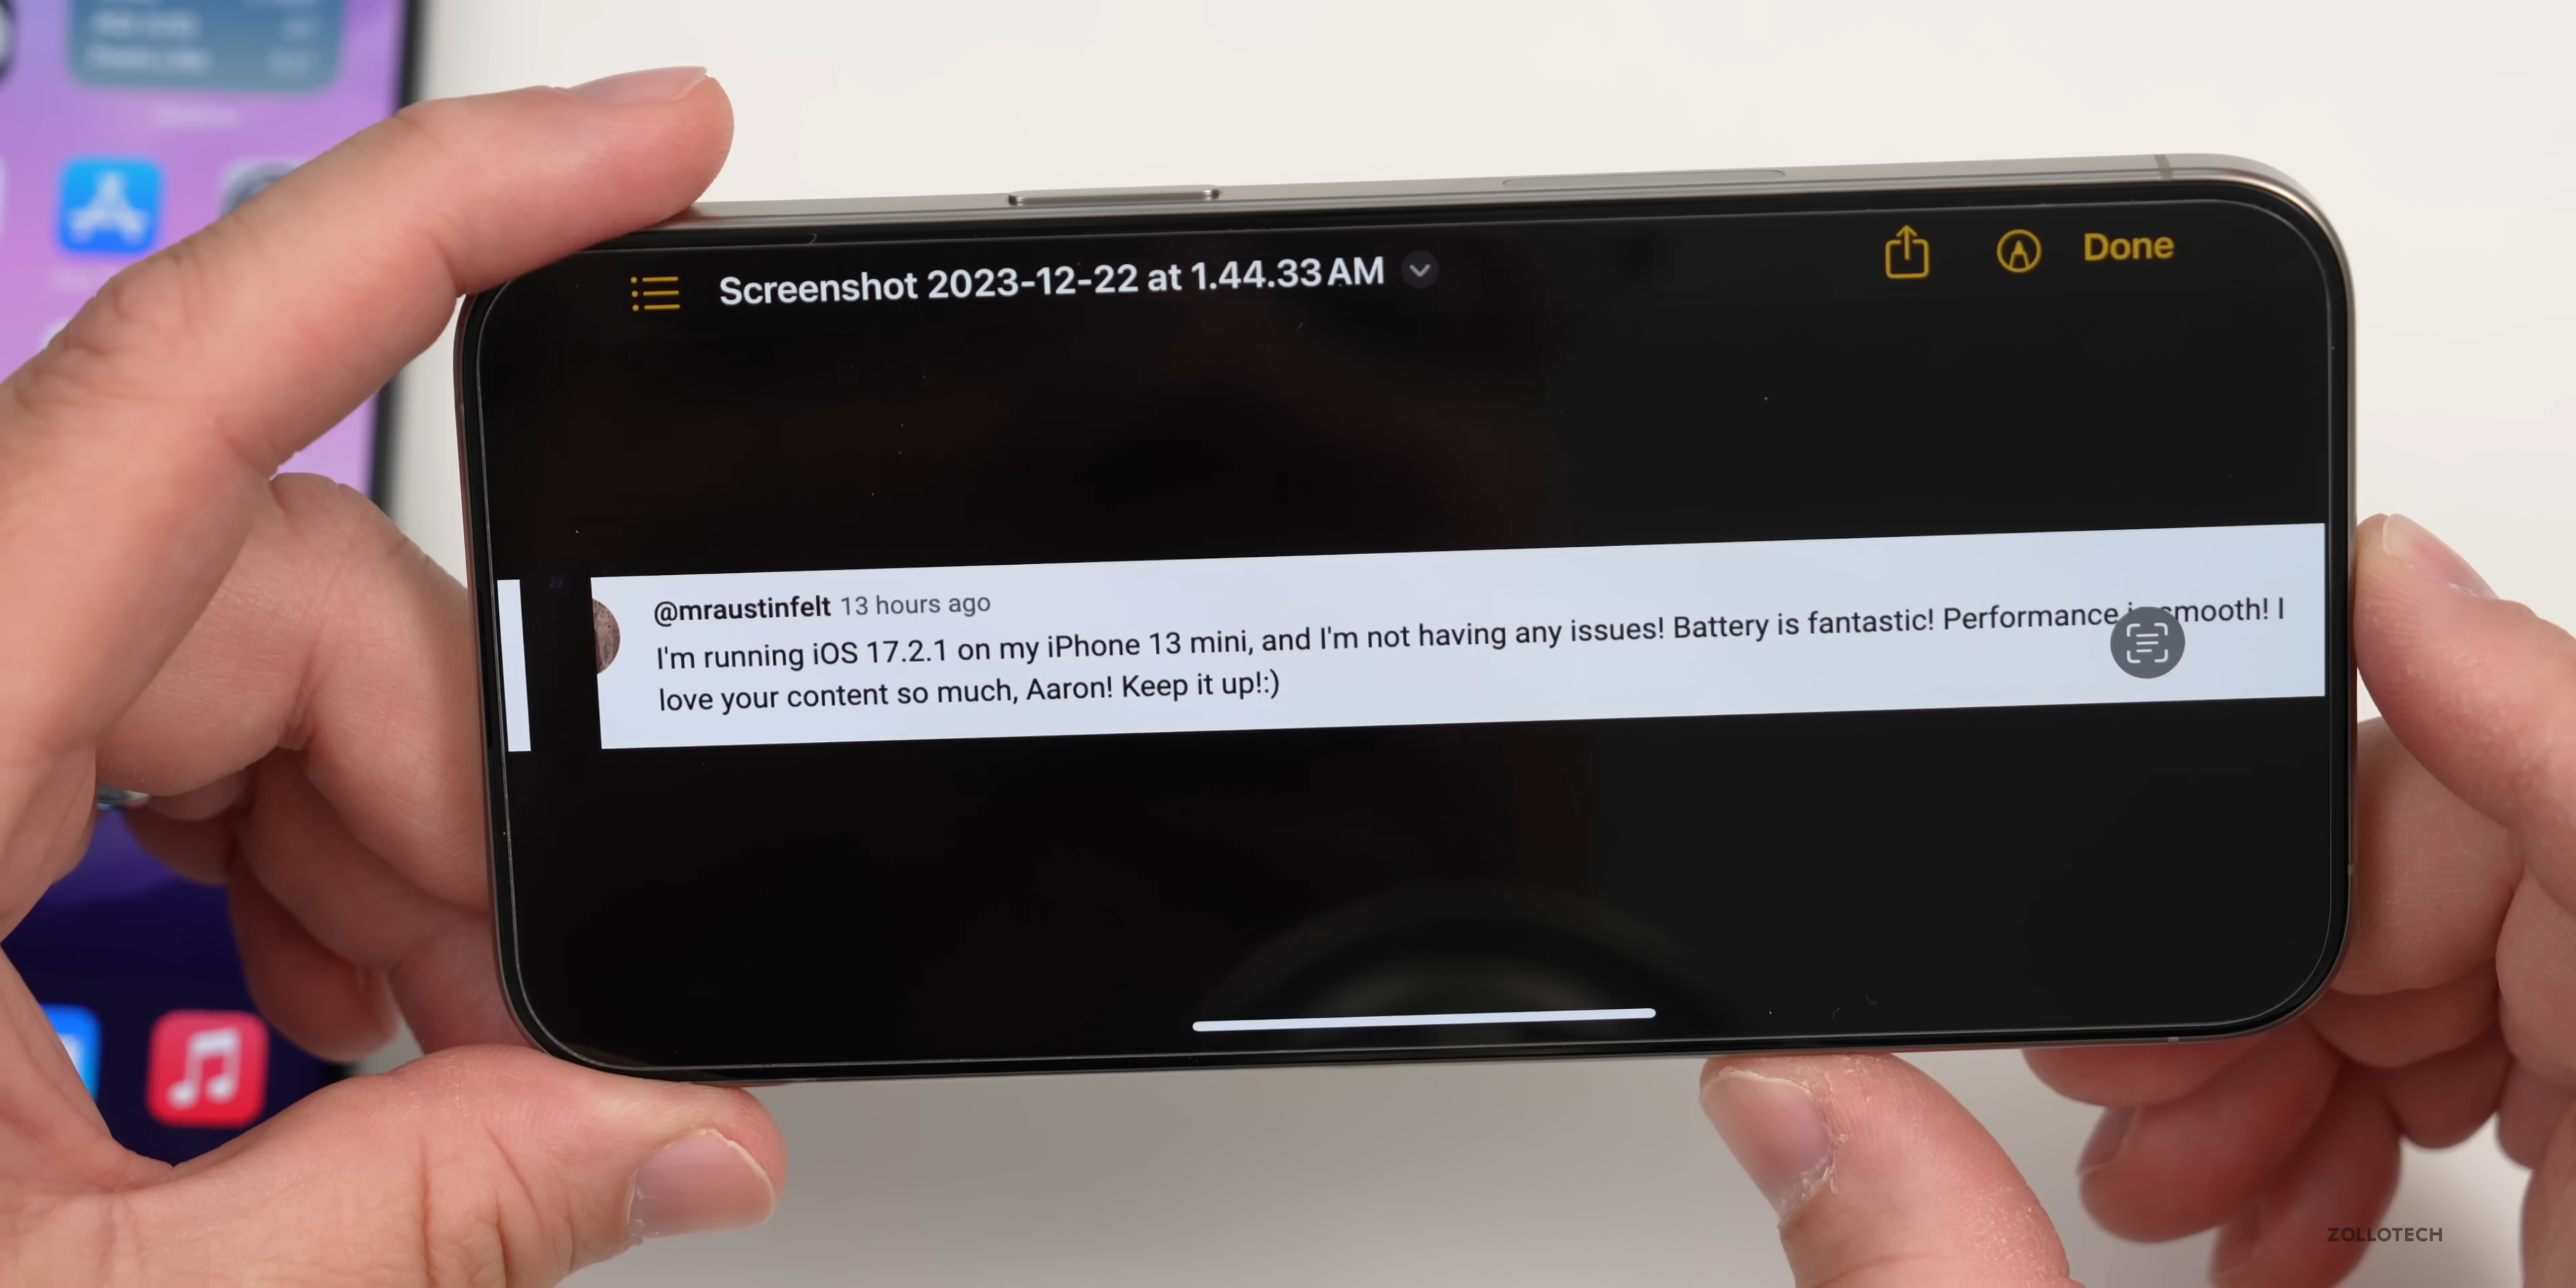 Screenshot 2023-12-22 at 1.44.33 AM
Done
@mraustinfelt 13 hours ago
I'm running iOS 17.2.1 on my iPhone 13 mini, and I'm not having any issues! Battery is fantastic! Performance smooth! I
love your content so much, Aaron! Keep it up!:)
ZOLLOTECH